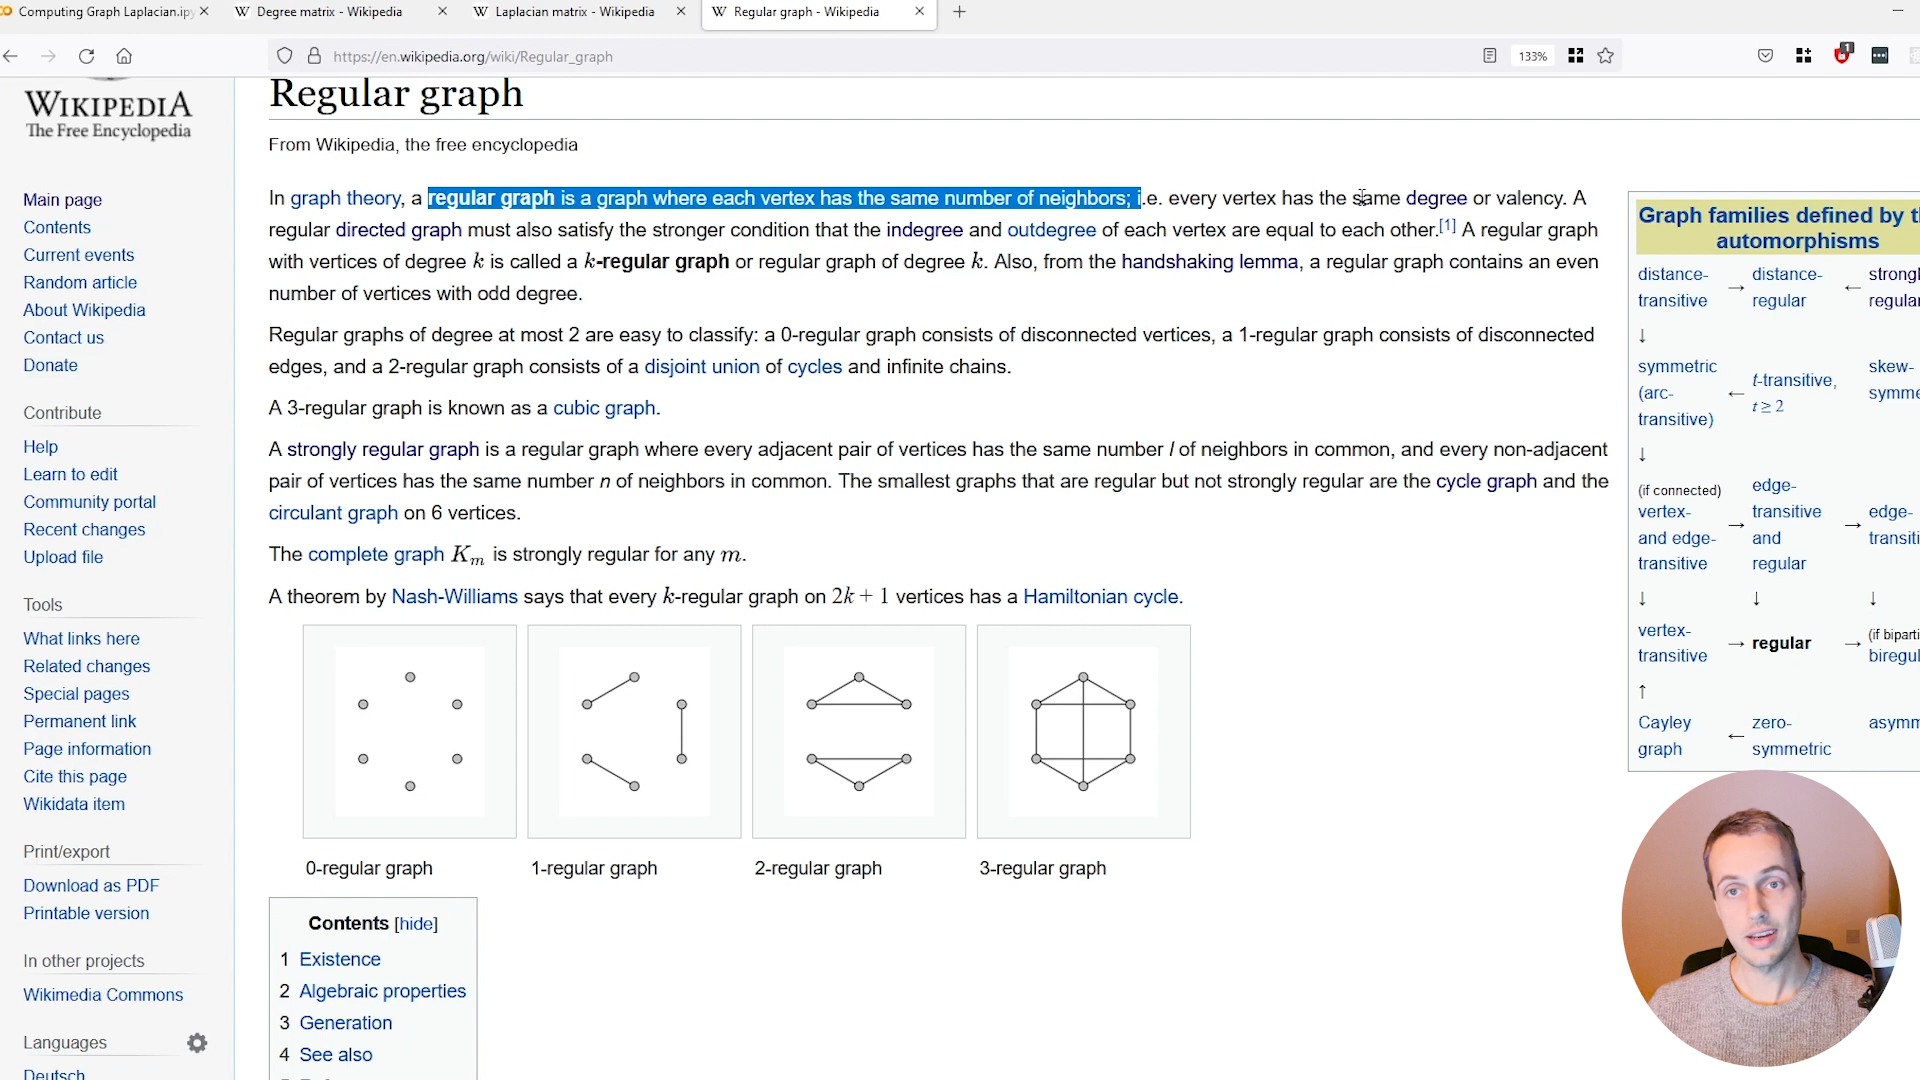 Computing Graph Laplacian.ipy
Degree matrix - Wikipedia
Laplacian matrix - Wikipedia
Regular graph - Wikipedia
https://en.wikipedia.org/wiki/Regular_graph
133%
1
WIKIPEDIA
The Free Encyclopedia
Main page
Contents
Current events
Random article
About Wikipedia
Contact us
Donate
Contribute
Help
Learn to edit
Community portal
Recent changes
Upload file
Tools
What links here
Related changes
Special pages
Permanent link
Page information
Cite this page
Wikidata item
Print/export
Download as PDF
Printable version
In other projects
Wikimedia Commons
Languages
Deutsch
Regular graph
From Wikipedia, the free encyclopedia
In graph theory, a regular graph is a graph where each vertex has the same number of neighbors; i.e. every vertex has the same degree or valency. A
regular directed graph must also satisfy the stronger condition that the indegree and outdegree of each vertex are equal to each other.[1] A regular graph
with vertices of degree k is called a k-regular graph or regular graph of degree k. Also, from the handshaking lemma, a regular graph contains an even
number of vertices with odd degree.
Regular graphs of degree at most 2 are easy to classify: a 0-regular graph consists of disconnected vertices, a 1-regular graph consists of disconnected
edges, and a 2-regular graph consists of a disjoint union of cycles and infinite chains.
A 3-regular graph is known as a cubic graph.
A strongly regular graph is a regular graph where every adjacent pair of vertices has the same number l of neighbors in common, and every non-adjacent
pair of vertices has the same number n of neighbors in common. The smallest graphs that are regular but not strongly regular are the cycle graph and the
circulant graph on 6 vertices.
The complete graph Km is strongly regular for any m.
A theorem by Nash-Williams says that every k-regular graph on 2k + 1 vertices has a Hamiltonian cycle.
0-regular graph
1-regular graph
2-regular graph
3-regular graph
Contents [hide]
1 Existence
2 Algebraic properties
3 Generation
4 See also
Graph families defined by t
automorphisms
distance-
transitive
→
distance-
regular
←
strongl
regular
↓
symmetric
(arc-
transitive)
←
t-transitive,
t ≥ 2
skew-
symme
↓
(if connected)
vertex-
and edge-
transitive
→
edge-
transitive
and
regular
→
edge-
transiti
↓
↓
↓
vertex-
transitive
→
regular
→
(if biparti
biregul
↑
Cayley
graph
←
zero-
symmetric
asymm